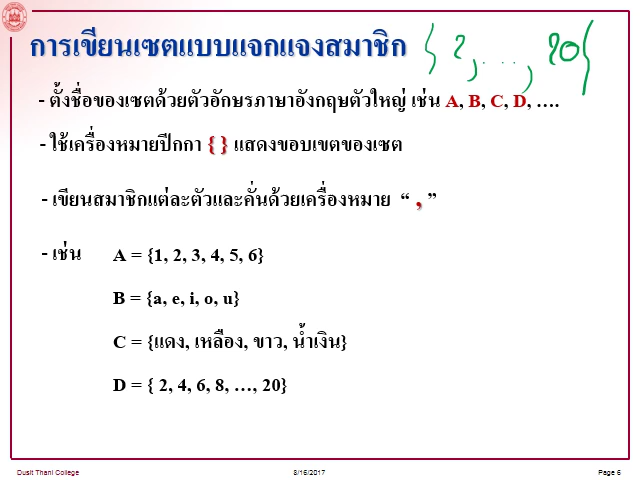 การเขียนเซตแบบแจกแจงสมาชิก { 2, ..., 20 {
- ตั้งชื่อของเซตด้วยตัวอักษรภาษาอังกฤษตัวใหญ่ เช่น A, B, C, D, ….
- ใช้เครื่องหมายปีกกา { } แสดงขอบเขตของเซต
- เขียนสมาชิกแต่ละตัวและคั่นด้วยเครื่องหมาย “ , ”
- เช่น A = {1, 2, 3, 4, 5, 6}
B = {a, e, i, o, u}
C = {แดง, เหลือง, ขาว, น้ำเงิน}
D = { 2, 4, 6, 8, …, 20}
Dusit Thani College 8/16/2017 Page 6